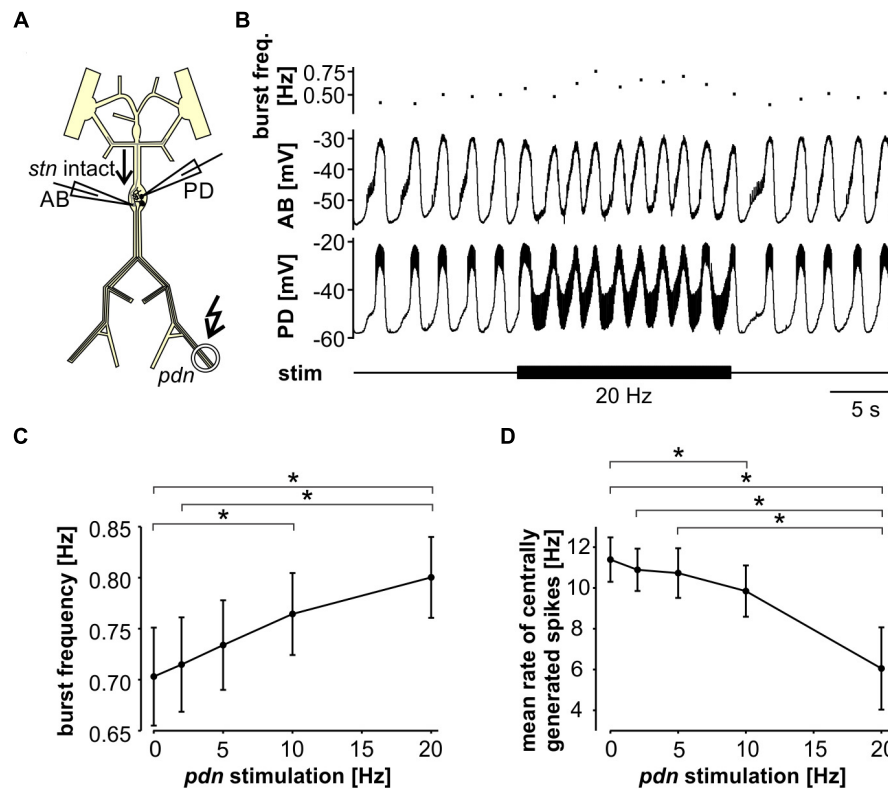 A
stn intact
AB
PD
pdn
B
burst freq.
[Hz]
0.75
0.50
AB [mV]
-30
-40
-50
PD [mV]
-20
-40
-60
stim
20 Hz
5 s
C
*
*
*
burst frequency [Hz]
0.85
0.80
0.75
0.70
0.65
0
5
10
15
20
pdn stimulation [Hz]
D
*
*
*
*
mean rate of centrally
generated spikes [Hz]
12
10
8
6
4
0
5
10
15
20
pdn stimulation [Hz]